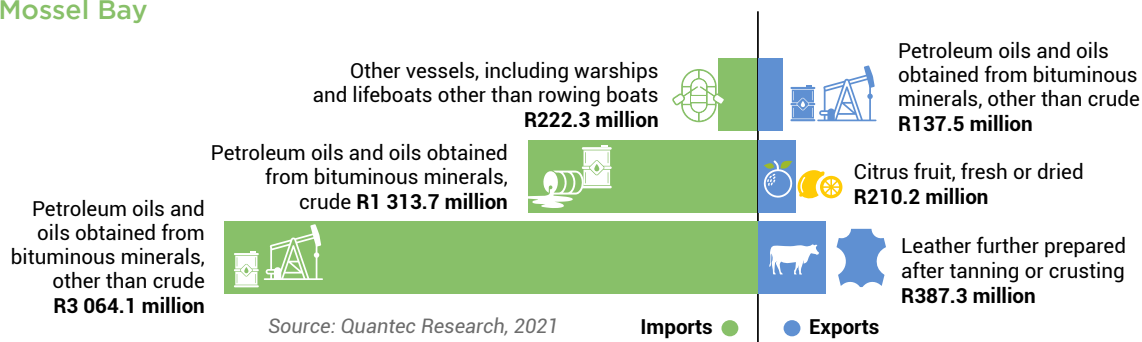 Mossel Bay
Other vessels, including warships
and lifeboats other than rowing boats
R222.3 million
Petroleum oils and oils
obtained from bituminous
minerals, other than crude
R137.5 million
Petroleum oils and oils obtained
from bituminous minerals,
crude R1 313.7 million
Citrus fruit, fresh or dried
R210.2 million
Petroleum oils and
oils obtained from
bituminous minerals,
other than crude
R3 064.1 million
Leather further prepared
after tanning or crusting
R387.3 million
Source: Quantec Research, 2021
Imports
Exports